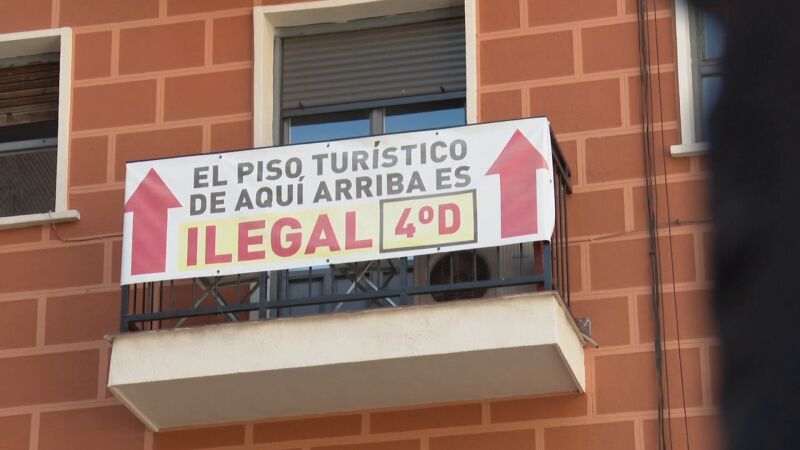 EL PISO TURÍSTICO
DE AQUÍ ARRIBA ES
ILEGAL 4ºD